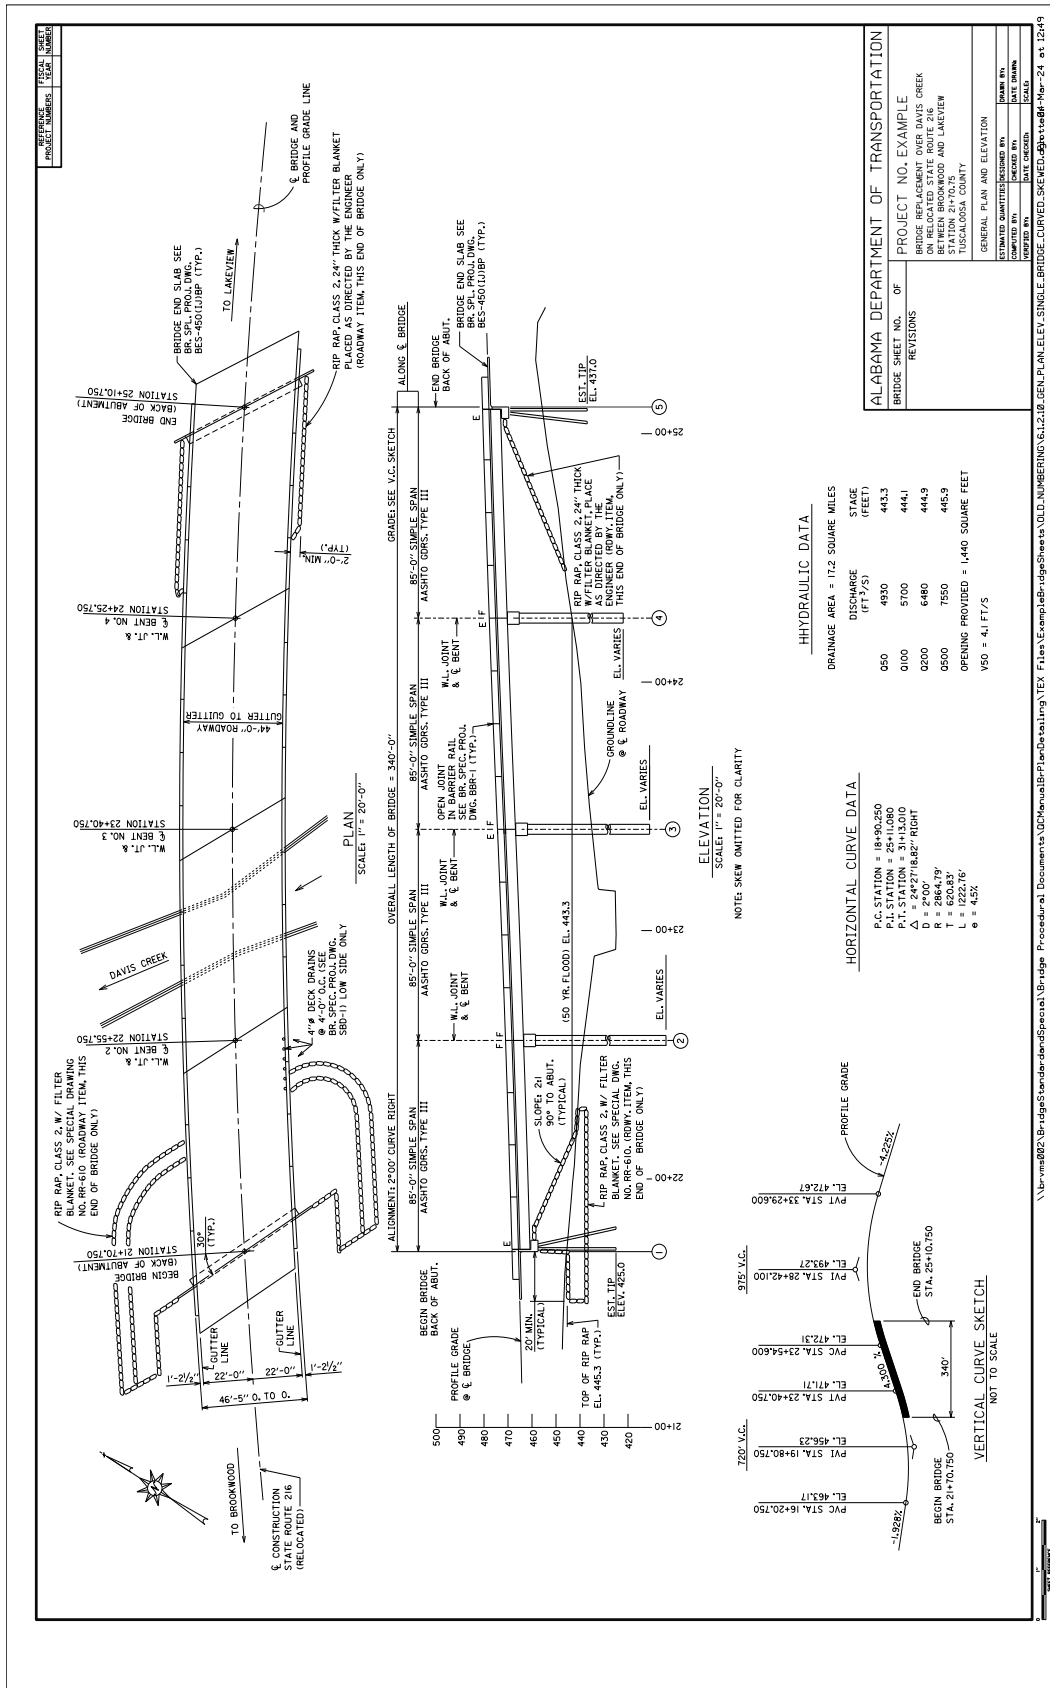 REFERENCE
PROJECT NUMBERS
FISCAL
YEAR
SHEET
NUMBER
RIP RAP, CLASS 2, W/ FILTER
BLANKET. SEE SPECIAL DRAWING
NO. RR-610 (ROADWAY ITEM, THIS
END OF BRIDGE ONLY)
BEGIN BRIDGE
(BACK OF ABUTMENT)
STATION 21+70.750
30°
(TYP.)
W.L. JT. &
℄ BENT NO. 2
STATION 22+55.750
DAVIS CREEK
W.L. JT. &
℄ BENT NO. 3
STATION 23+40.750
44'-0" ROADWAY
GUTTER TO GUTTER
W.L. JT. &
℄ BENT NO. 4
STATION 24+25.750
2'-0" MIN.
(TYP.)
END BRIDGE
(BACK OF ABUTMENT)
STATION 25+10.750
BRIDGE END SLAB SEE
BR. SPL. PROJ. DWG.
BES-450(1J)BP (TYP.)
TO LAKEVIEW
℄ BRIDGE AND
PROFILE GRADE LINE
RIP RAP, CLASS 2, 24" THICK W/FILTER BLANKET
PLACED AS DIRECTED BY THE ENGINEER
(ROADWAY ITEM, THIS END OF BRIDGE ONLY)
TO BROOKWOOD
℄ CONSTRUCTION
STATE ROUTE 216
(RELOCATED)
1'-2½"
22'-0"
22'-0"
1'-2½"
46'-5" O. TO O.
GUTTER
LINE
GUTTER
LINE
4"ø DECK DRAINS
@ 4'-0" O.C. (SEE
BR. SPEC. PROJ. DWG.
SBD-1) LOW SIDE ONLY
PLAN
SCALE: 1" = 20'-0"
ALIGNMENT: 2°00' CURVE RIGHT
OVERALL LENGTH OF BRIDGE = 340'-0"
GRADE: SEE V.C. SKETCH
ALONG ℄ BRIDGE
85'-0" SIMPLE SPAN
AASHTO GDRS. TYPE III
85'-0" SIMPLE SPAN
AASHTO GDRS. TYPE III
85'-0" SIMPLE SPAN
AASHTO GDRS. TYPE III
85'-0" SIMPLE SPAN
AASHTO GDRS. TYPE III
BEGIN BRIDGE
BACK OF ABUT.
W.L. JOINT
& ℄ BENT
W.L. JOINT
& ℄ BENT
OPEN JOINT
IN BARRIER RAIL
SEE BR. SPEC. PROJ.
DWG. BBR-1 (TYP.)
W.L. JOINT
& ℄ BENT
END BRIDGE
BACK OF ABUT.
BRIDGE END SLAB SEE
BR. SPL. PROJ. DWG.
BES-450(1J)BP (TYP.)
PROFILE GRADE
@ ℄ BRIDGE
E
F F
E F
E F
E
500
490
480
470
460
450
440
430
420
20' MIN.
(TYPICAL)
TOP OF RIP RAP
EL. 445.3 (TYP.)
EST. TIP
ELEV. 425.0
SLOPE: 2:1
90° TO ABUT.
(TYPICAL)
RIP RAP, CLASS 2, W/ FILTER
BLANKET. SEE SPECIAL DWG.
NO. RR-610. (RDWY. ITEM, THIS
END OF BRIDGE ONLY)
(50 YR. FLOOD) EL. 443.3
EL. VARIES
EL. VARIES
GROUNDLINE
@ ℄ ROADWAY
EL. VARIES
RIP RAP, CLASS 2, 24" THICK
W/FILTER BLANKET, PLACE
AS DIRECTED BY THE
ENGINEER (RDWY. ITEM,
THIS END OF BRIDGE ONLY)
EST. TIP
EL. 437.0
1
2
3
4
5
21+00
22+00
23+00
24+00
25+00
ELEVATION
SCALE: 1" = 20'-0"
NOTE: SKEW OMITTED FOR CLARITY
720' V.C.
975' V.C.
-1.928%
PVC STA. 16+20.750
EL. 463.17
PVI STA. 19+80.750
EL. 456.23
PVT STA. 23+40.750
EL. 471.71
4.300 %
PVC STA. 23+54.600
EL. 472.31
PVI STA. 28+42.100
EL. 493.27
PVT STA. 33+29.600
EL. 472.67
-4.225%
PROFILE GRADE
BEGIN BRIDGE
STA. 21+70.750
340'
END BRIDGE
STA. 25+10.750
VERTICAL CURVE SKETCH
NOT TO SCALE
HORIZONTAL CURVE DATA
P.C. STATION = 18+90.250
P.I. STATION = 25+11.080
P.T. STATION = 31+13.010
△ = 24°27'18.82" RIGHT
D = 2°00'
R = 2864.79'
T = 620.83'
L = 1222.76'
e = 4.5%
HHYDRAULIC DATA
DRAINAGE AREA = 17.2 SQUARE MILES
DISCHARGE STAGE
(FT³/S) (FEET)
Q50 4930 443.3
Q100 5700 444.1
Q200 6480 444.9
Q500 7550 445.9
OPENING PROVIDED = 1,440 SQUARE FEET
V50 = 4.1 FT/S
ALABAMA DEPARTMENT OF TRANSPORTATION
BRIDGE SHEET NO. OF
REVISIONS
PROJECT NO. EXAMPLE
BRIDGE REPLACEMENT OVER DAVIS CREEK
ON RELOCATED STATE ROUTE 216
BETWEEN BROOKWOOD AND LAKEVIEW
STATION 21+70.75
TUSCALOOSA COUNTY
GENERAL PLAN AND ELEVATION
ESTIMATED QUANTITIES
DESIGNED BY:
DRAWN BY:
COMPUTED BY:
CHECKED BY:
DATE DRAWN:
VERIFIED BY:
DATE CHECKED:
SCALE: